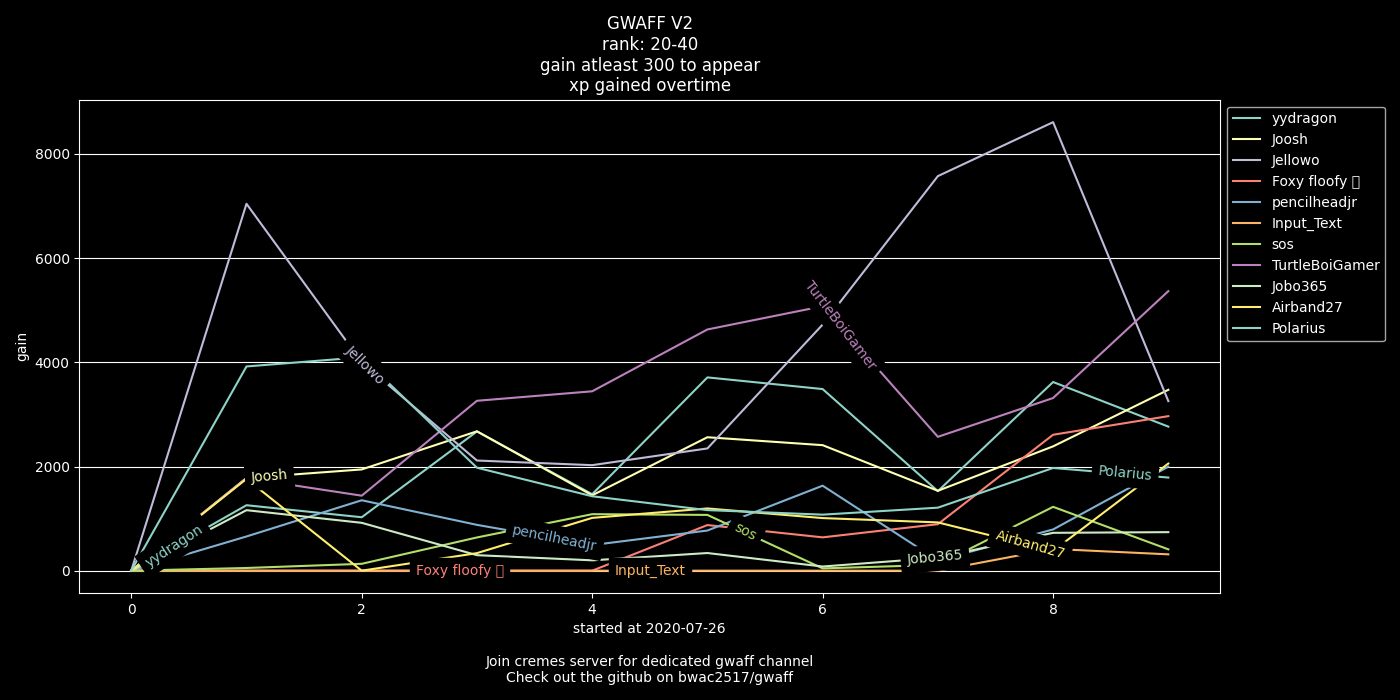 GWAFF V2
rank: 20-40
gain atleast 300 to appear
xp gained overtime
gain
8000
6000
4000
2000
0
0
2
4
6
8
started at 2020-07-26
Join cremes server for dedicated gwaff channel
Check out the github on bwac2517/gwaff
yydragon
Joosh
Jellowo
Foxy floofy
pencilheadjr
Input_Text
sos
TurtleBoiGamer
Jobo365
Airband27
Polarius
yydragon
Joosh
Jellowo
Foxy floofy
pencilheadjr
Input_Text
sos
TurtleBoiGamer
Jobo365
Airband27
Polarius